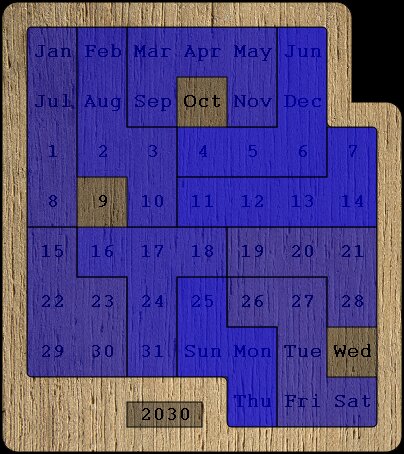 Jan Feb Mar Apr May Jun
Jul Aug Sep Oct Nov Dec
1 2 3 4 5 6 7
8 9 10 11 12 13 14
15 16 17 18 19 20 21
22 23 24 25 26 27 28
29 30 31 Sun Mon Tue Wed
Thu Fri Sat
2030